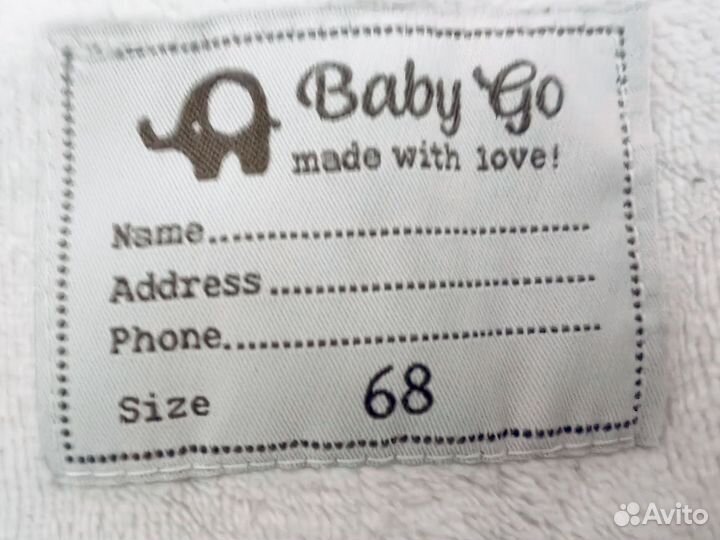 Baby Go
made with love!
Name..............................
Address..........................
Phone.............................
Size 68
Avito